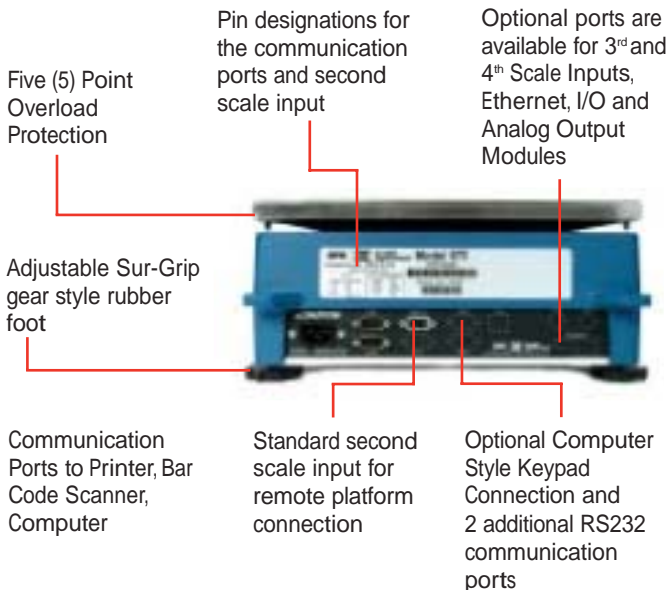 Pin designations for
the communication
ports and second
scale input
Optional ports are
available for 3rd and
4th Scale Inputs,
Ethernet, I/O and
Analog Output
Modules
Five (5) Point
Overload
Protection
Adjustable Sur-Grip
gear style rubber
foot
Communication
Ports to Printer, Bar
Code Scanner,
Computer
Standard second
scale input for
remote platform
connection
Optional Computer
Style Keypad
Connection and
2 additional RS232
communication
ports